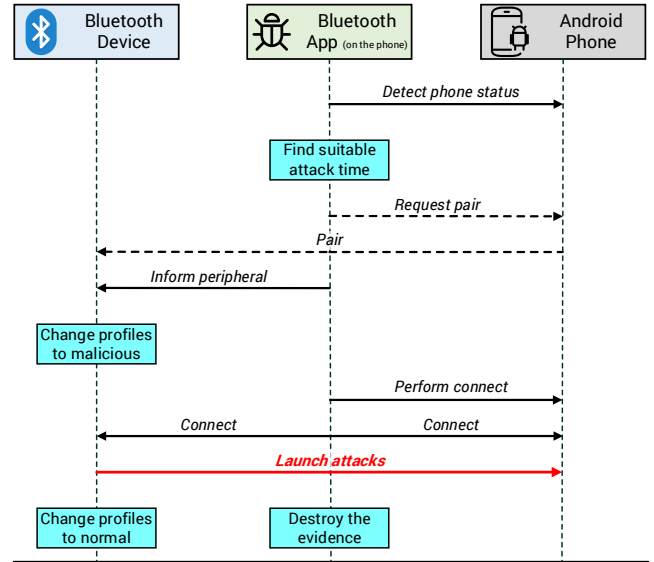 Bluetooth
Device
Bluetooth
App (on the phone)
Android
Phone
Detect phone status
Find suitable
attack time
Request pair
Pair
Inform peripheral
Change profiles
to malicious
Perform connect
Connect
Connect
Launch attacks
Change profiles
to normal
Destroy the
evidence